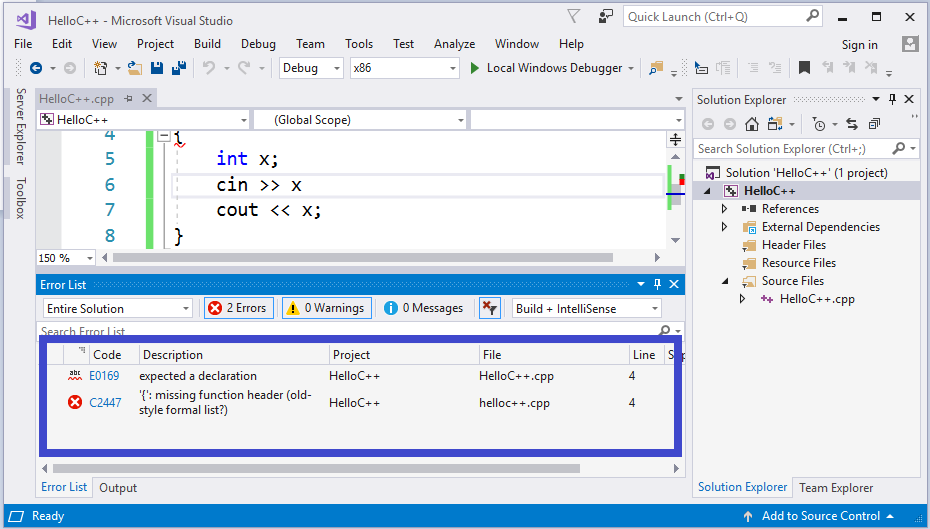 HelloC++ - Microsoft Visual Studio
Quick Launch (Ctrl+Q)
File Edit View Project Build Debug Team Tools Test Analyze Window Help
Sign in
Debug x86 Local Windows Debugger
Server Explorer
Toolbox
HelloC++.cpp
HelloC++ (Global Scope)
4 {
5 int x;
6 cin >> x
7 cout << x;
8 }
150 %
Error List
Entire Solution 2 Errors 0 Warnings 0 Messages Build + IntelliSense
Search Error List
Code Description Project File Line
abc E0169 expected a declaration HelloC++ HelloC++.cpp 4
C2447 '{': missing function header (old-style formal list?) HelloC++ helloc++.cpp 4
Error List Output
Solution Explorer
Search Solution Explorer (Ctrl+;)
Solution 'HelloC++' (1 project)
HelloC++
References
External Dependencies
Header Files
Resource Files
Source Files
HelloC++.cpp
Solution Explorer Team Explorer
Ready
Add to Source Control